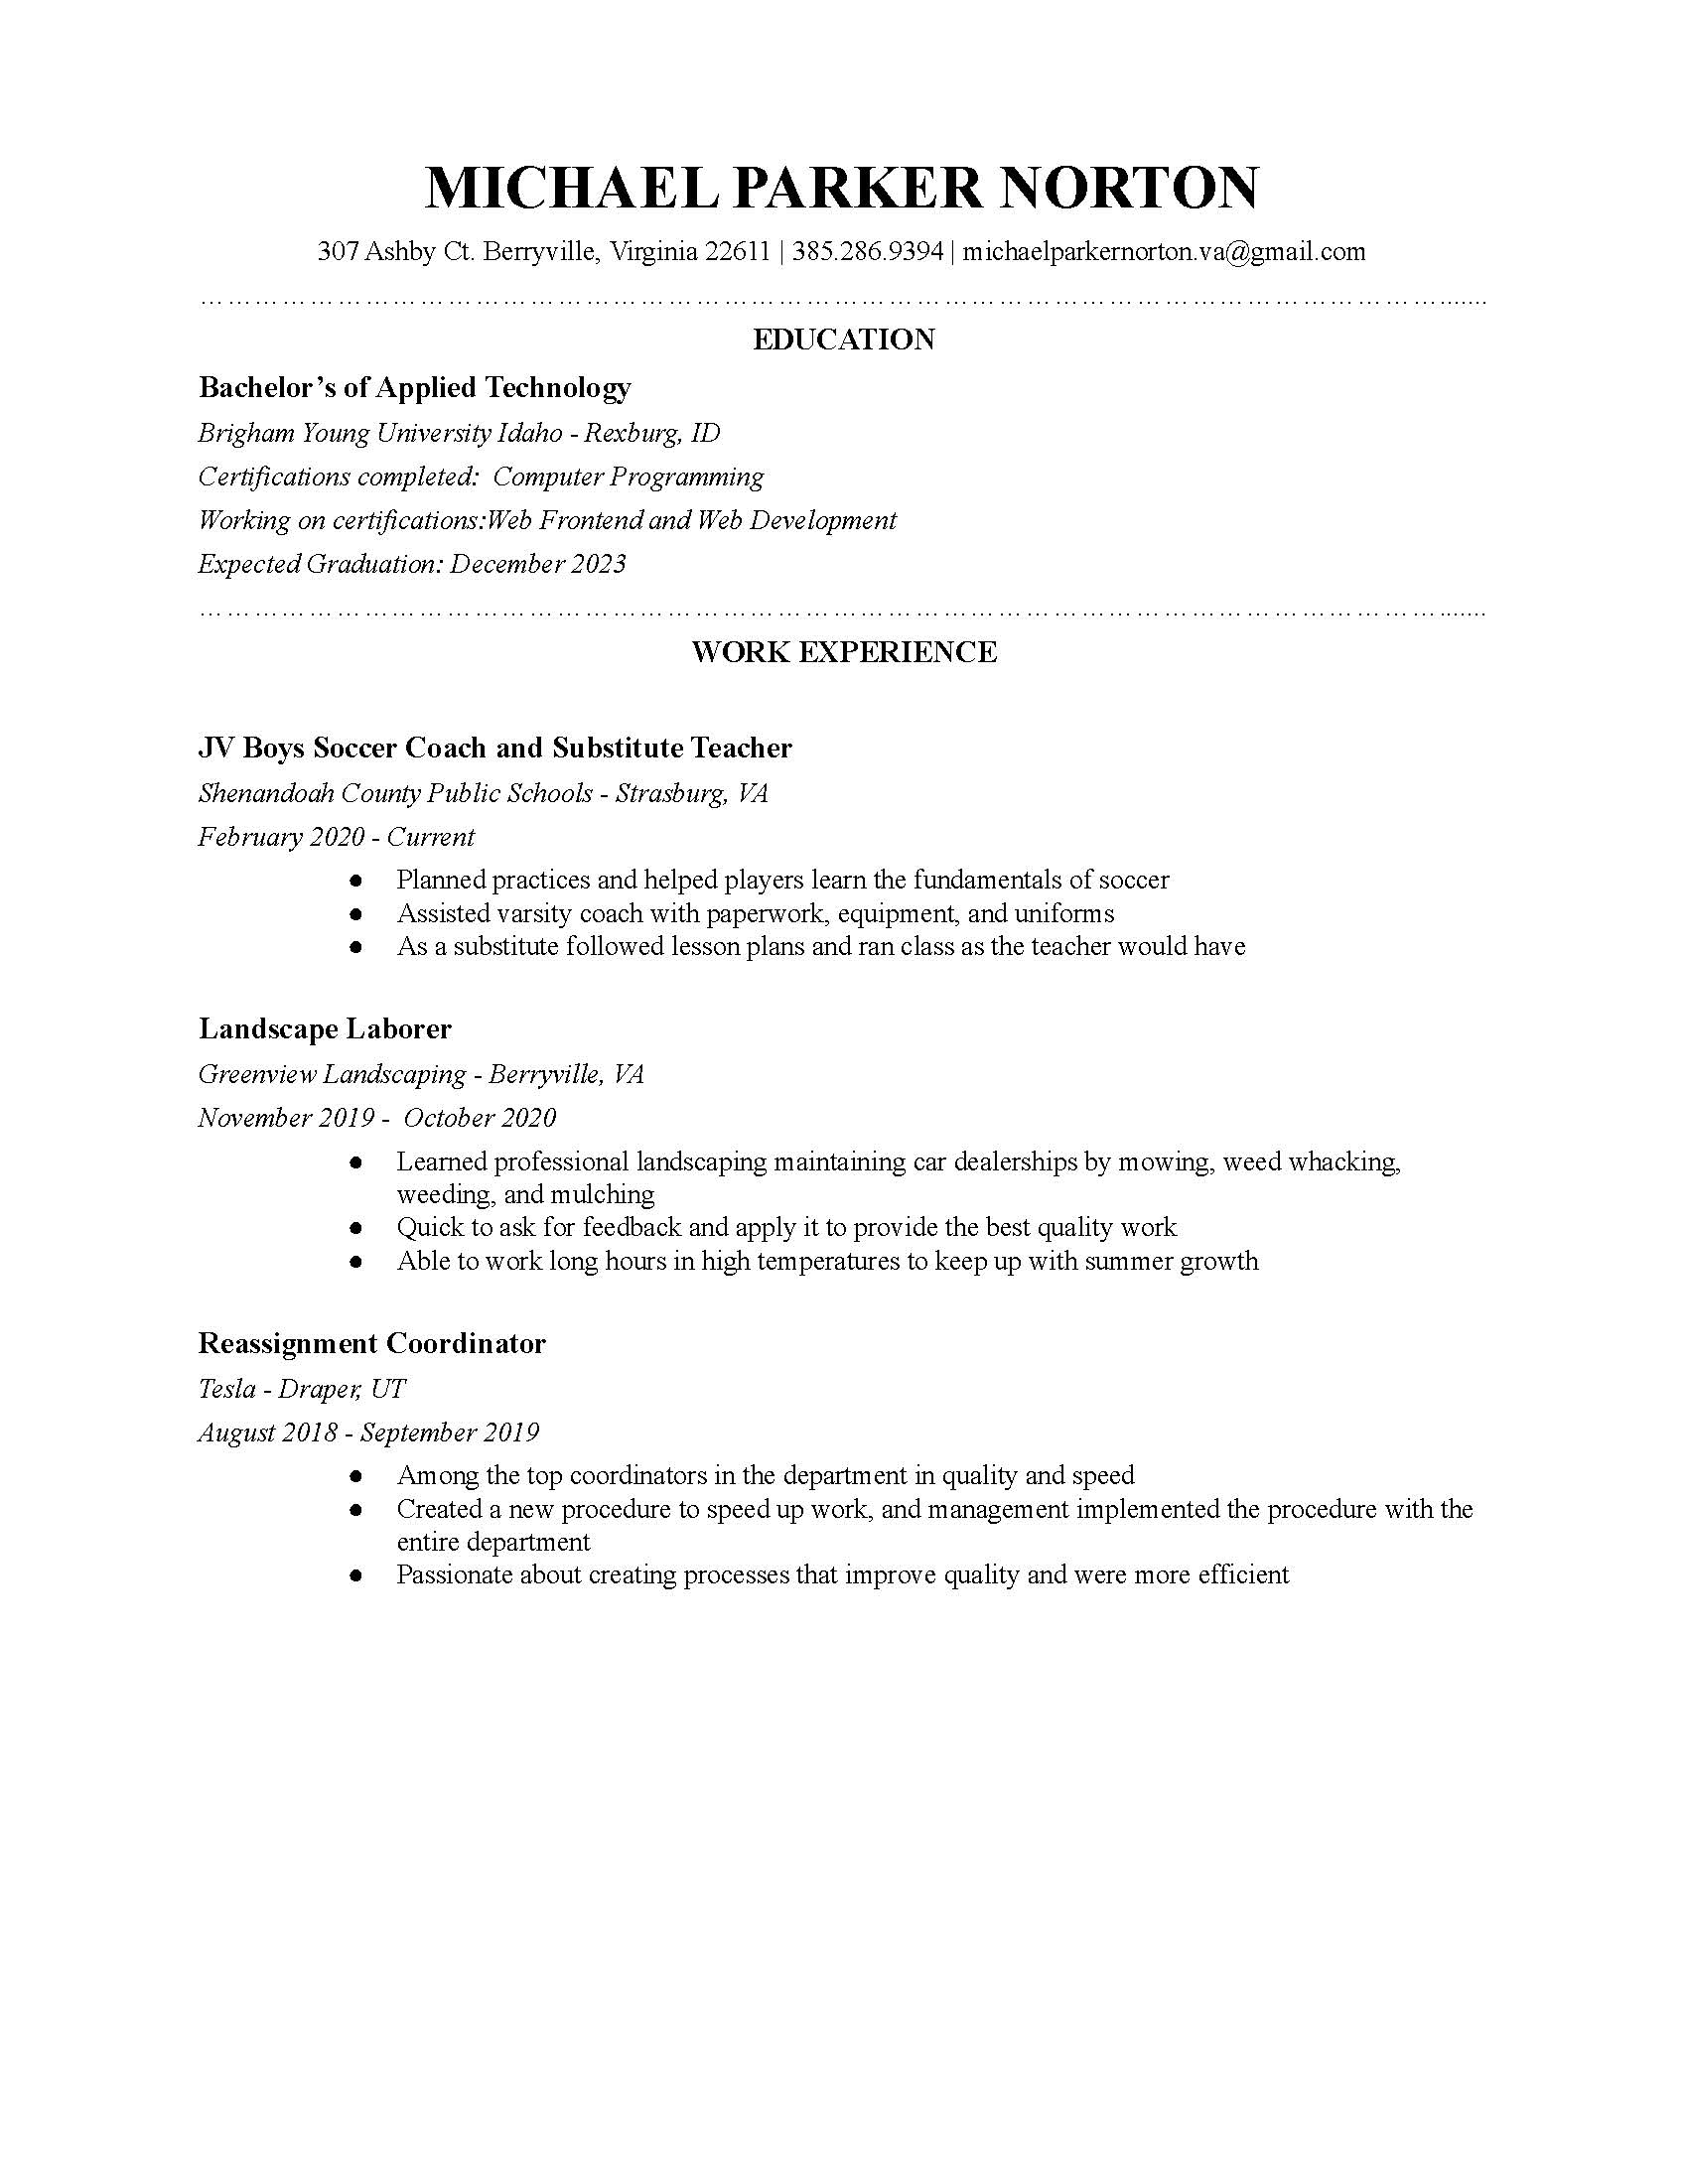 MICHAEL PARKER NORTON
307 Ashby Ct. Berryville, Virginia 22611 | 385.286.9394 | michaelparkernorton.va@gmail.com
EDUCATION
Bachelor’s of Applied Technology
Brigham Young University Idaho - Rexburg, ID
Certifications completed:  Computer Programming
Working on certifications:Web Frontend and Web Development
Expected Graduation: December 2023
WORK EXPERIENCE
JV Boys Soccer Coach and Substitute Teacher
Shenandoah County Public Schools - Strasburg, VA
February 2020 - Current
● Planned practices and helped players learn the fundamentals of soccer
● Assisted varsity coach with paperwork, equipment, and uniforms
● As a substitute followed lesson plans and ran class as the teacher would have
Landscape Laborer
Greenview Landscaping - Berryville, VA
November 2019 -  October 2020
● Learned professional landscaping maintaining car dealerships by mowing, weed whacking,
weeding, and mulching
● Quick to ask for feedback and apply it to provide the best quality work
● Able to work long hours in high temperatures to keep up with summer growth
Reassignment Coordinator
Tesla - Draper, UT
August 2018 - September 2019
● Among the top coordinators in the department in quality and speed
● Created a new procedure to speed up work, and management implemented the procedure with the
entire department
● Passionate about creating processes that improve quality and were more efficient